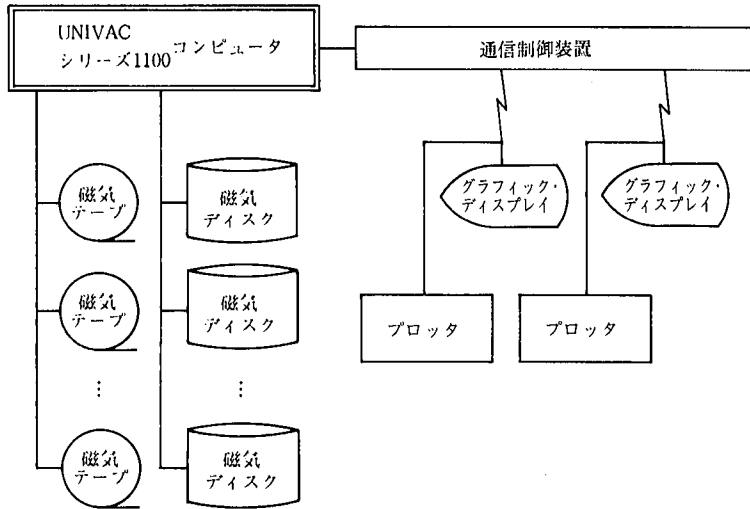 UNIVAC
シリーズ1100 コンピュータ
通信制御装置
磁気
テープ
磁気
ディスク
グラフィック・
ディスプレイ
グラフィック・
ディスプレイ
磁気
テープ
磁気
ディスク
プロッタ
プロッタ
⋮
⋮
磁気
テープ
磁気
ディスク